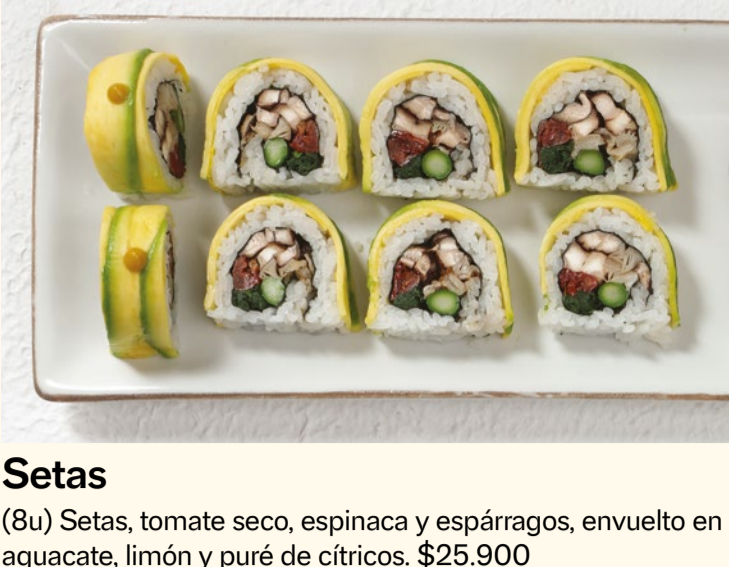 Setas
(8u) Setas, tomate seco, espinaca y espárragos, envuelto en
aguacate, limón y puré de cítricos. $25.900